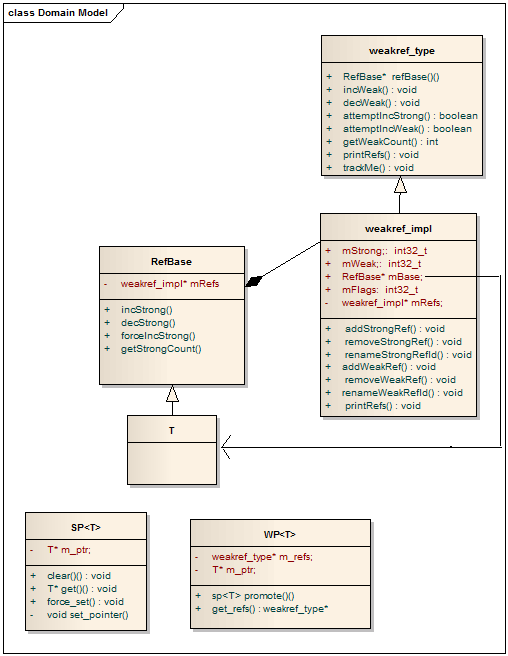 class Domain Model
weakref_type
+ RefBase* refBase()()
+ incWeak() : void
+ decWeak() : void
+ attemptIncStrong() : boolean
+ attemptIncWeak() : boolean
+ getWeakCount() : int
+ printRefs() : void
+ trackMe() : void
weakref_impl
+ mStrong;: int32_t
+ mWeak;: int32_t
+ RefBase* mBase;
+ mFlags: int32_t
- weakref_impl* mRefs;
+ addStrongRef() : void
+ removeStrongRef() : void
+ renameStrongRefId() : void
+ addWeakRef() : void
+ removeWeakRef() : void
+ renameWeakRefId() : void
+ printRefs() : void
RefBase
- weakref_impl* mRefs
+ incStrong()
+ decStrong()
+ forceIncStrong()
+ getStrongCount()
T
SP<T>
- T* m_ptr;
+ clear()() : void
+ T* get()() : void
+ force_set() : void
- void set_pointer()
WP<T>
- weakref_type* m_refs;
- T* m_ptr;
+ sp<T> promote()()
+ get_refs() : weakref_type*